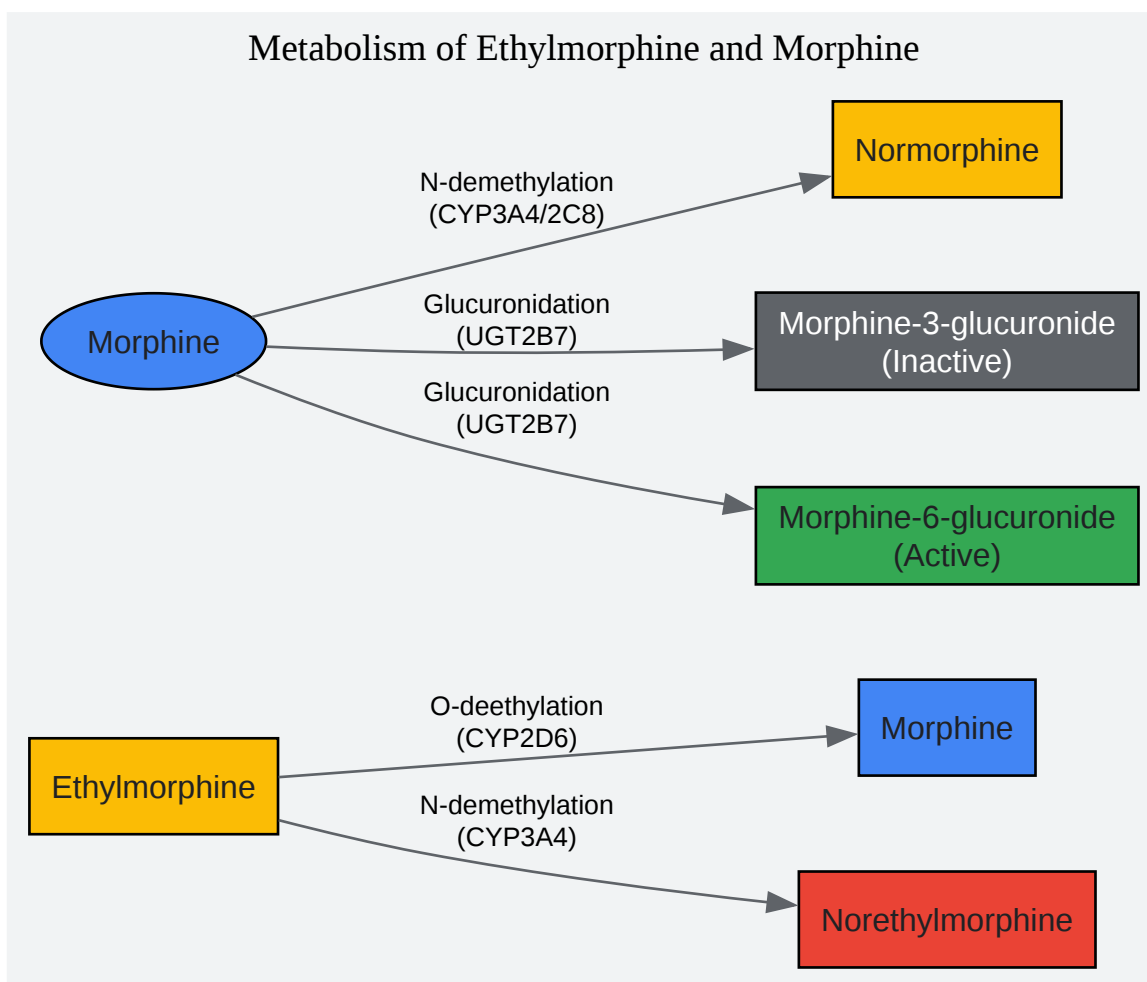 Metabolism of Ethylmorphine and Morphine
Normorphine
N-demethylation
(CYP3A4/2C8)
Morphine
Glucuronidation
(UGT2B7)
Morphine-3-glucuronide
(Inactive)
Glucuronidation
(UGT2B7)
Morphine-6-glucuronide
(Active)
O-deethylation
(CYP2D6)
Morphine
Ethylmorphine
N-demethylation
(CYP3A4)
Norethylmorphine